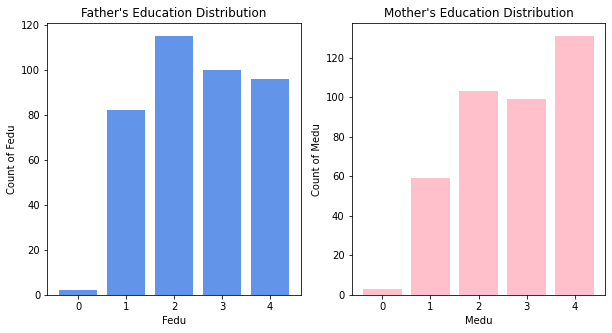 Father's Education Distribution
120
100
80
60
40
20
0
Count of Fedu
0 1 2 3 4
Fedu
Mother's Education Distribution
120
100
80
60
40
20
0
Count of Medu
0 1 2 3 4
Medu